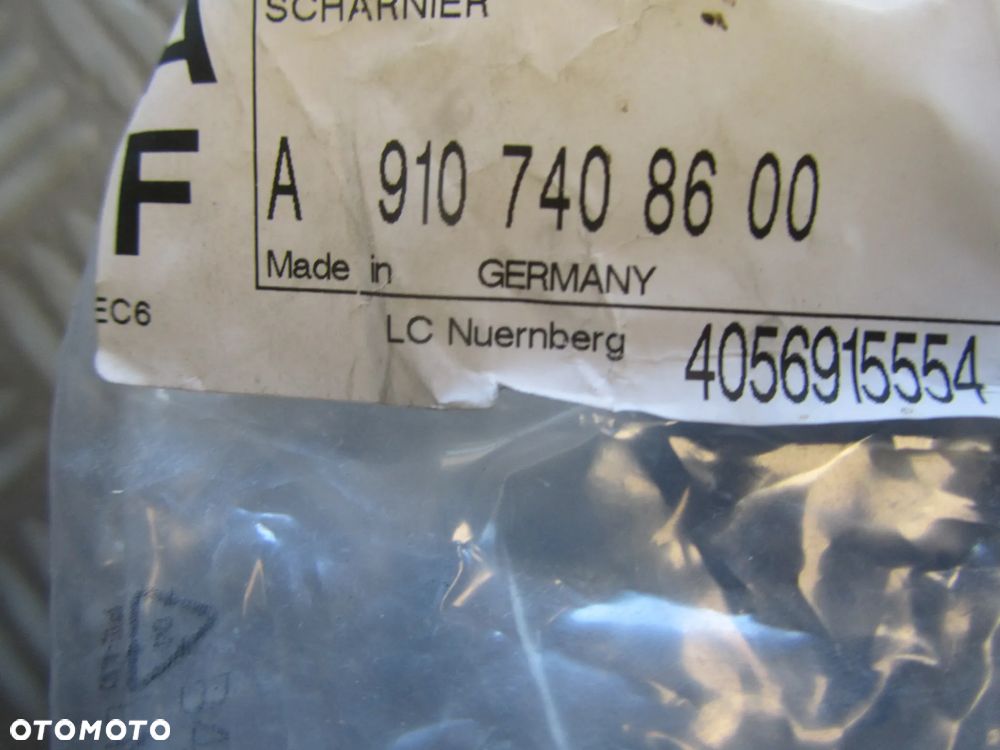 SCHARNIER
A
F
A 910 740 86 00
Made in GERMANY
EC6
LC Nuernberg
4056915554
OTOMOTO